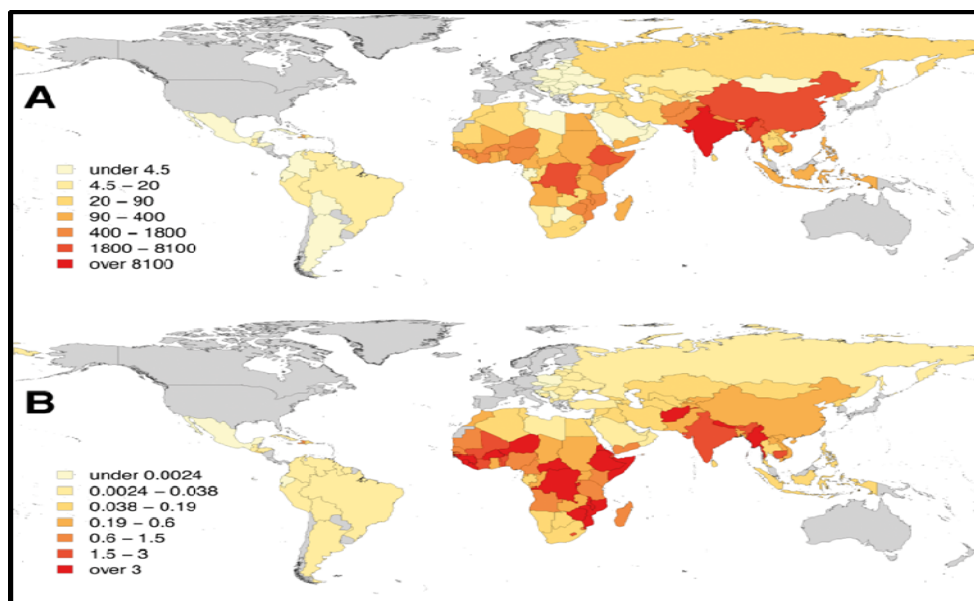 A
under 4.5
4.5 – 20
20 – 90
90 – 400
400 – 1800
1800 – 8100
over 8100
B
under 0.0024
0.0024 – 0.038
0.038 – 0.19
0.19 – 0.6
0.6 – 1.5
1.5 – 3
over 3